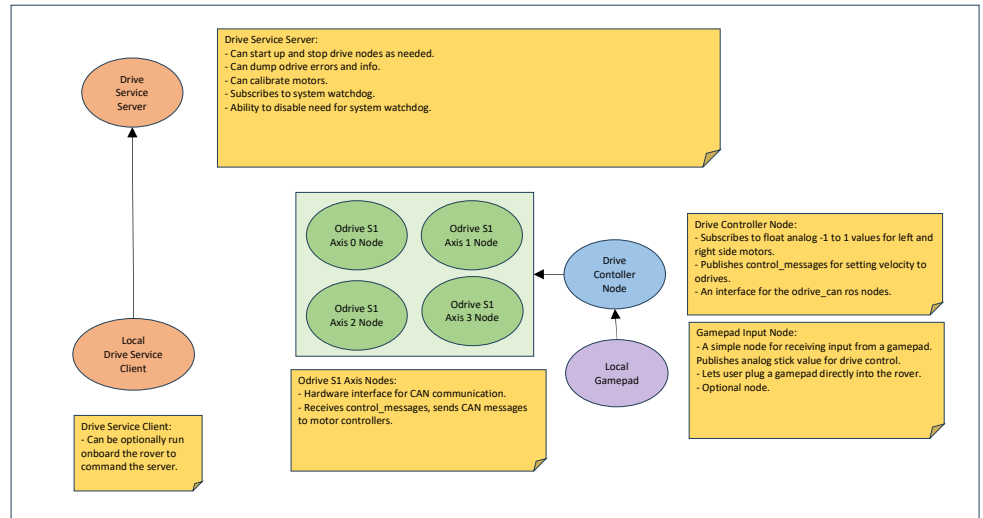 Drive Service Server:
- Can start up and stop drive nodes as needed.
- Can dump odrive errors and info.
- Can calibrate motors.
- Subscribes to system watchdog.
- Ability to disable need for system watchdog.
Drive
Service
Server
Odrive S1
Axis 0 Node
Odrive S1
Axis 1 Node
Odrive S1
Axis 2 Node
Odrive S1
Axis 3 Node
Drive
Contoller
Node
Drive Controller Node:
- Subscribes to float analog -1 to 1 values for left and
right side motors.
- Publishes control_messages for setting velocity to
odrives.
- An interface for the odrive_can ros nodes.
Local
Drive Service
Client
Local
Gamepad
Gamepad Input Node:
- A simple node for receiving input from a gamepad.
Publishes analog stick value for drive control.
- Lets user plug a gamepad directly into the rover.
- Optional node.
Odrive S1 Axis Nodes:
- Hardware interface for CAN communication.
- Receives control_messages, sends CAN messages
to motor controllers.
Drive Service Client:
- Can be optionally run
onboard the rover to
command the server.